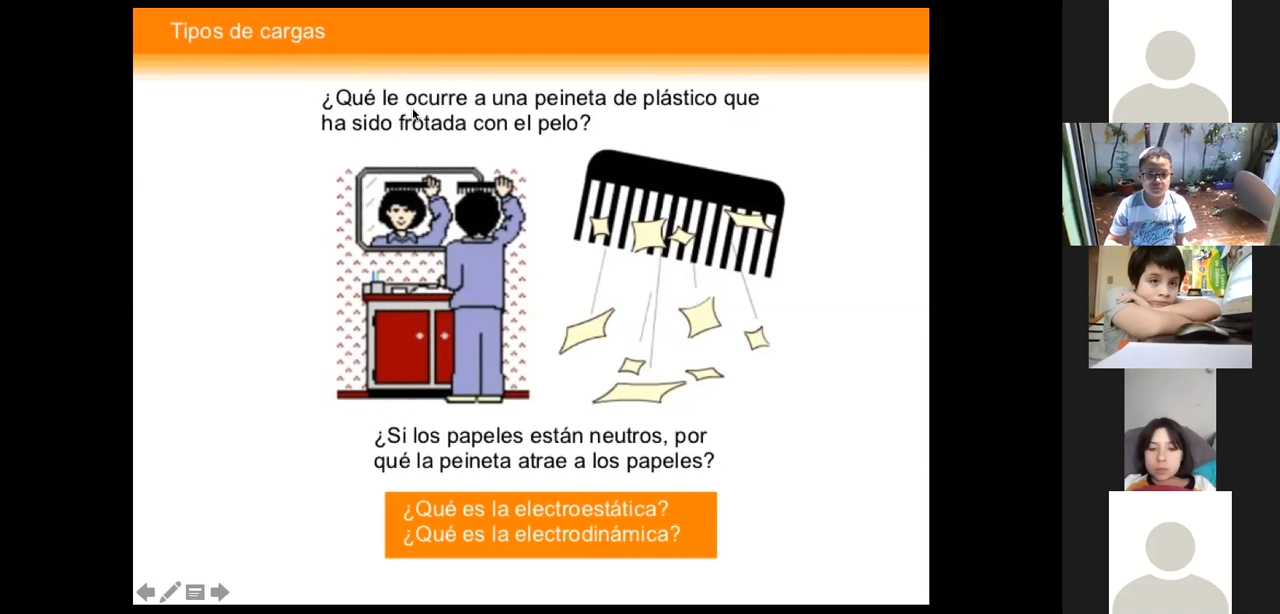 Tipos de cargas
¿Qué le ocurre a una peineta de plástico que
ha sido frotada con el pelo?
¿Si los papeles están neutros, por
qué la peineta atrae a los papeles?
¿Qué es la electroestática?
¿Qué es la electrodinámica?